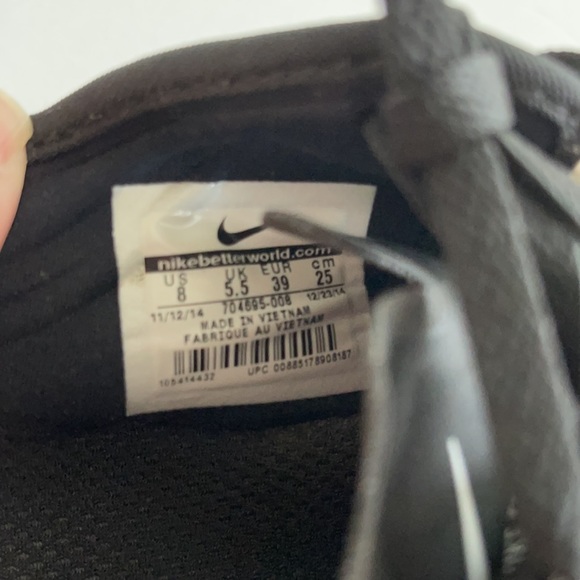 nikebetterworld.com
US UK EUR cm
8 5.5 39 25
11/12/14 704695-008 12/23/14
MADE IN VIETNAM
FABRIQUE AU VIETNAM
105414432 UPC 00885178908187